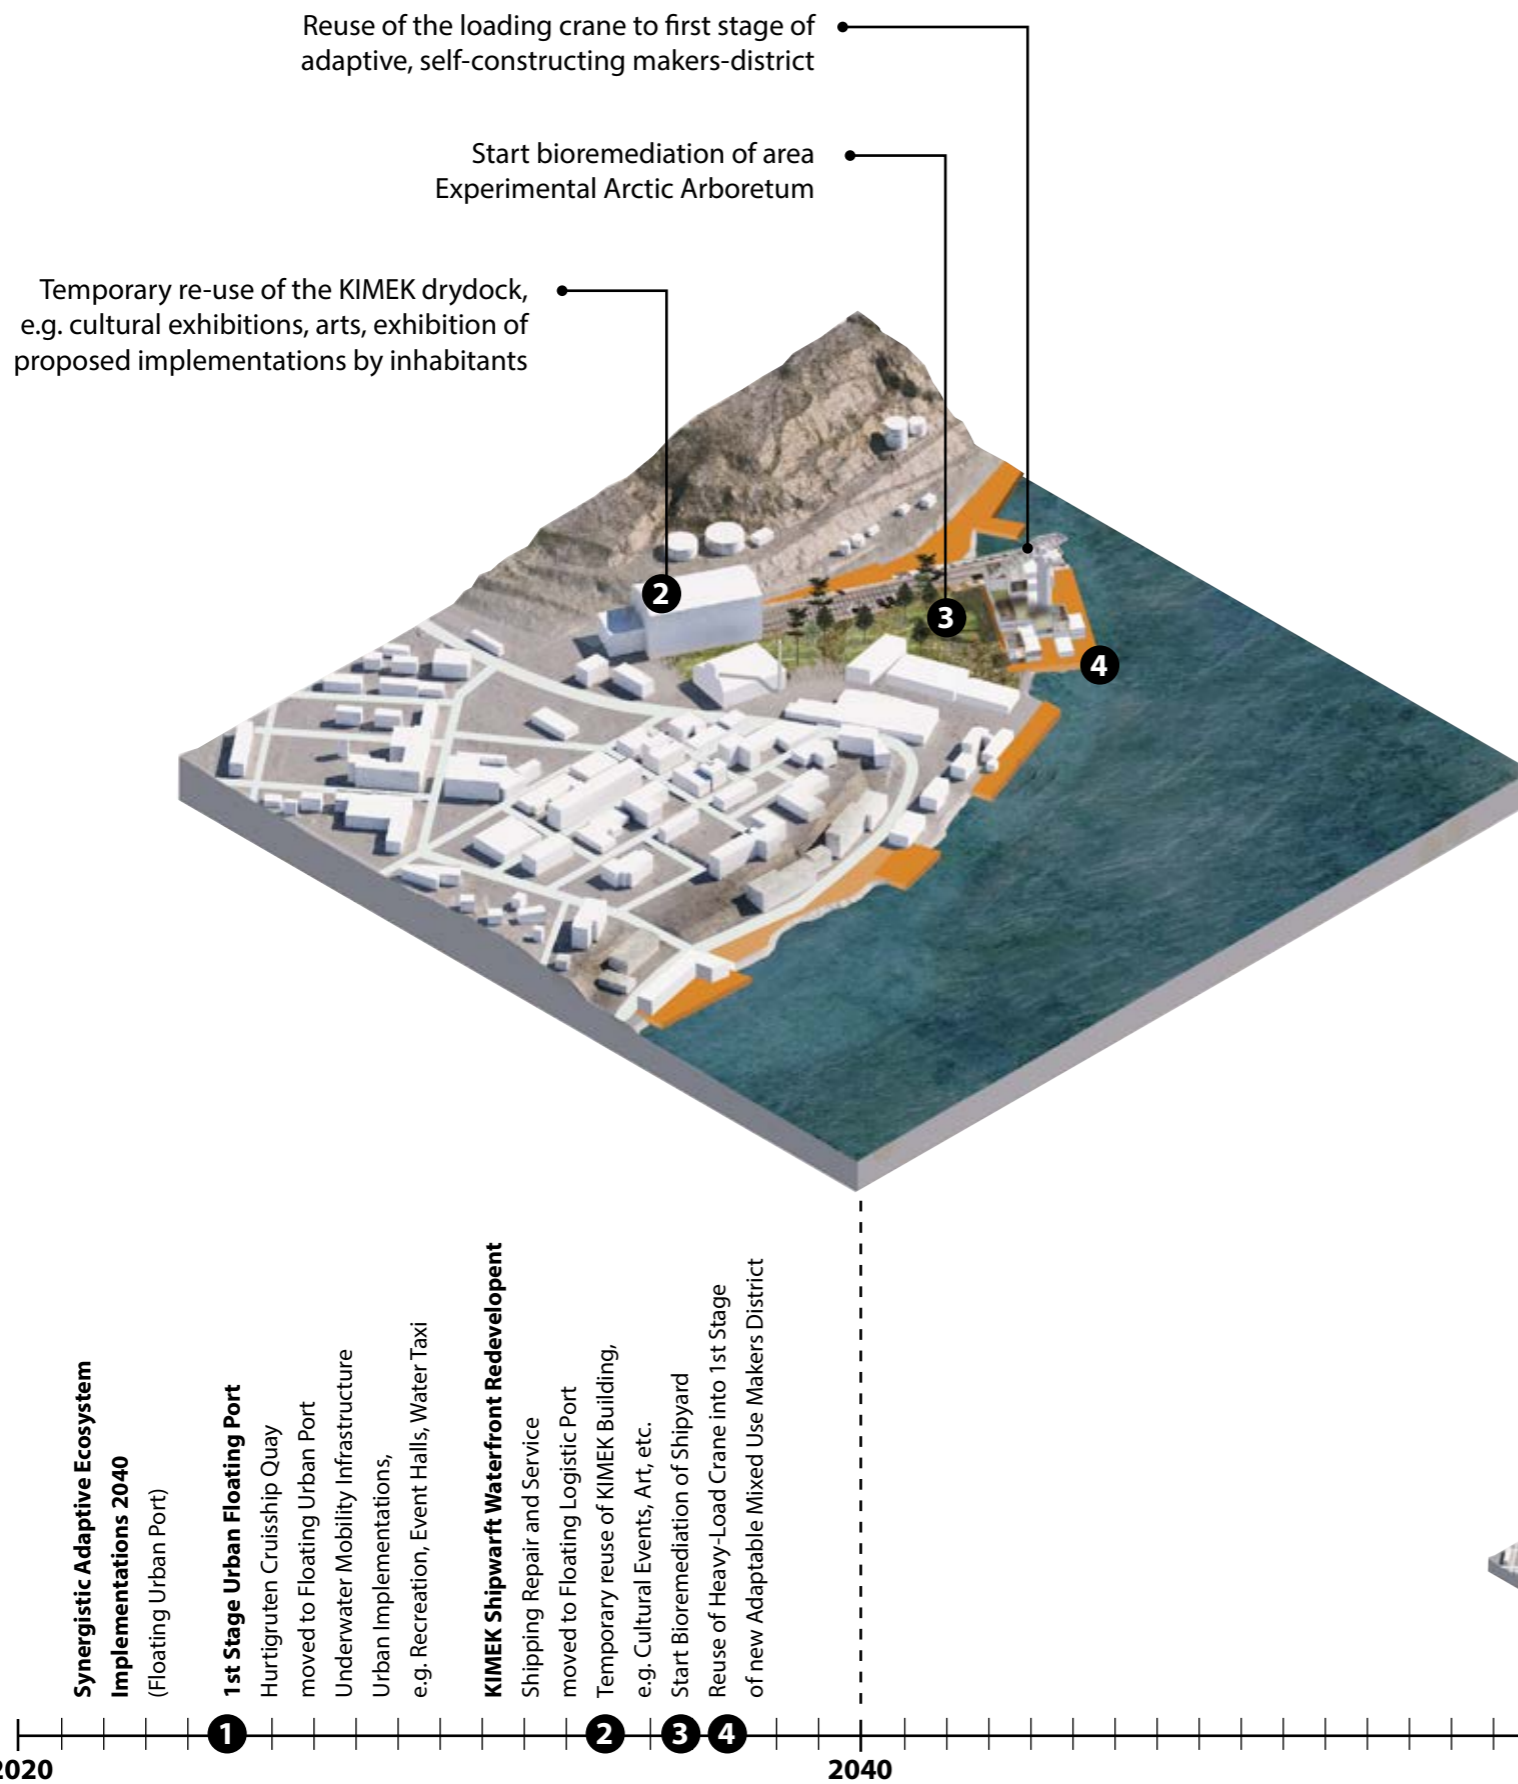 Reuse of the loading crane to first stage of
adaptive, self-constructing makers-district
Start bioremediation of area
Experimental Arctic Arboretum
Temporary re-use of the KIMEK drydock,
e.g. cultural exhibitions, arts, exhibition of
proposed implementations by inhabitants
2
3
4
Synergistic Adaptive Ecosystem
Implementations 2040
(Floating Urban Port)
1st Stage Urban Floating Port
Hurtigruten Cruisship Quay
moved to Floating Urban Port
Underwater Mobility Infrastructure
Urban Implementations,
e.g. Recreation, Event Halls, Water Taxi
KIMEK Shipwarft Waterfront Redevelopent
Shipping Repair and Service
moved to Floating Logistic Port
Temporary reuse of KIMEK Building,
e.g. Cultural Events, Art, etc.
Start Bioremediation of Shipyard
Reuse of Heavy-Load Crane into 1st Stage
of new Adaptable Mixed Use Makers District
1 2 3 4
2020 2040